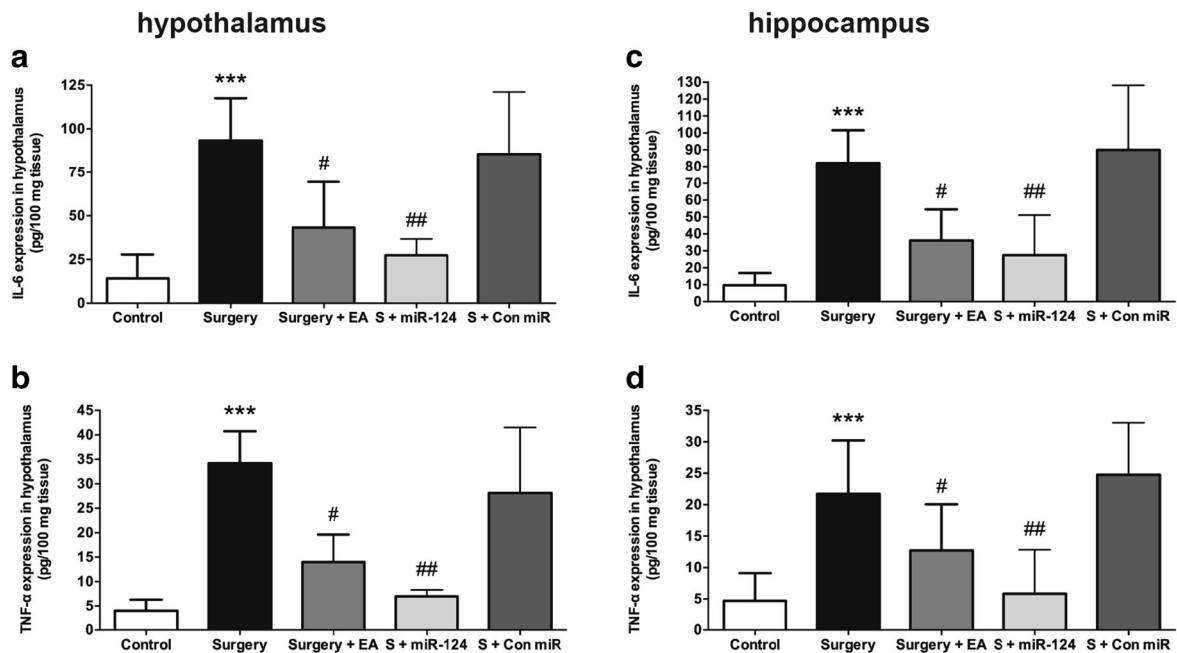 hypothalamus
hippocampus
a
IL-6 expression in hypothalamus
(pg/100 mg tissue)
125
100
75
50
25
0
***
#
##
Control
Surgery
Surgery + EA
S + miR-124
S + Con miR
c
IL-6 expression in hypothalamus
(pg/100 mg tissue)
130
120
110
100
90
80
70
60
50
40
30
20
10
0
***
#
##
Control
Surgery
Surgery + EA
S + miR-124
S + Con miR
b
TNF-α expression in hypothalamus
(pg/100 mg tissue)
45
40
35
30
25
20
15
10
5
0
***
#
##
Control
Surgery
Surgery + EA
S + miR-124
S + Con miR
d
TNF-α expression in hypothalamus
(pg/100 mg tissue)
35
30
25
20
15
10
5
0
***
#
##
Control
Surgery
Surgery + EA
S + miR-124
S + Con miR